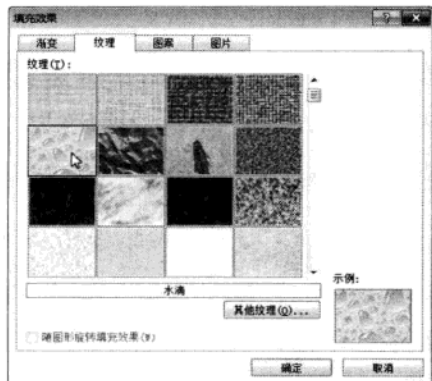 填充效果
渐变 纹理 图案 图片
纹理(T):
水滴
示例:
其他纹理(O)...
随图形旋转填充效果(W)
确定 取消